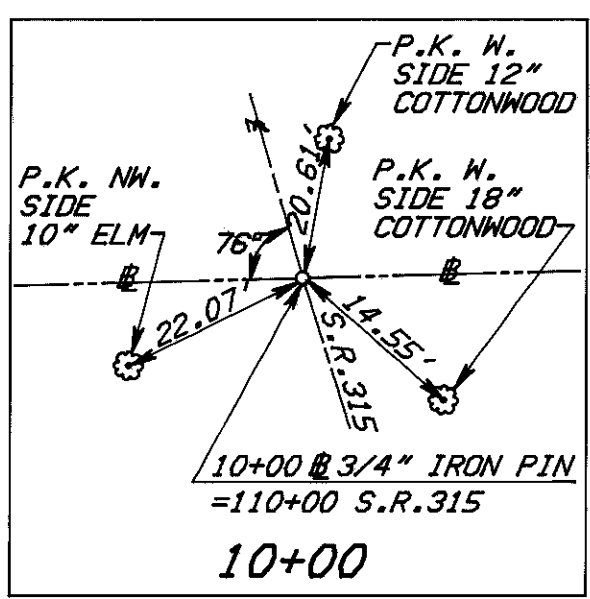 P.K. W.
SIDE 12"
COTTONWOOD
P.K. NW.
SIDE
10" ELM
P.K. W.
SIDE 18"
COTTONWOOD
20.61'
76°
N
22.07'
14.55'
S.R.315
10+00 ⅊ 3/4" IRON PIN
=110+00 S.R.315
10+00